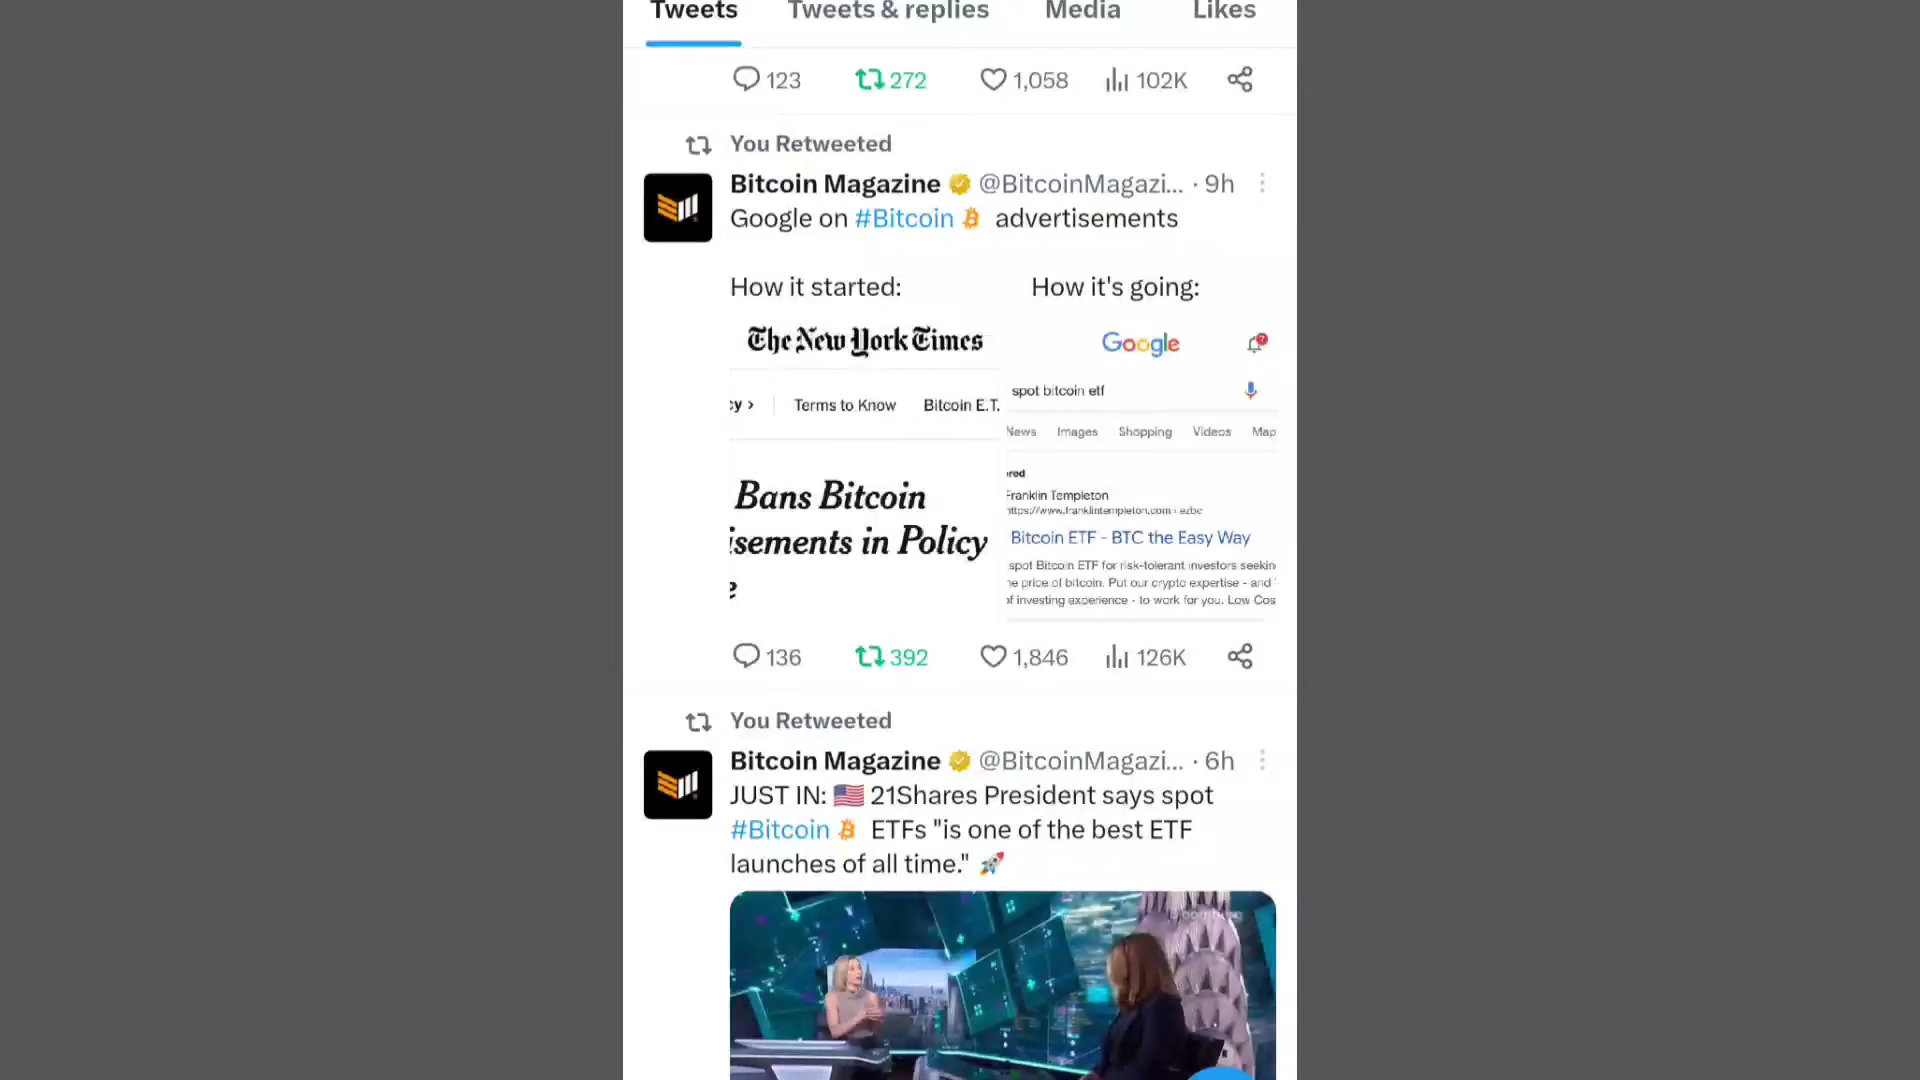 Tweets Tweets & replies Media Likes
123 272 1,058 102K
You Retweeted
Bitcoin Magazine @BitcoinMagazi... · 9h
Google on #Bitcoin advertisements
How it started: How it's going:
The New York Times
cy > Terms to Know Bitcoin E.T.
Bans Bitcoin
isements in Policy
e
Google
7
spot bitcoin etf
News Images Shopping Videos Map
red
Franklin Templeton
https://www.franklintempleton.com › ezbc
Bitcoin ETF - BTC the Easy Way
spot Bitcoin ETF for risk-tolerant investors seekin
he price of bitcoin. Put our crypto expertise - and
of investing experience - to work for you. Low Cos
136 392 1,846 126K
You Retweeted
Bitcoin Magazine @BitcoinMagazi... · 6h
JUST IN: 🇺🇸 21Shares President says spot
#Bitcoin ETFs "is one of the best ETF
launches of all time." 🚀